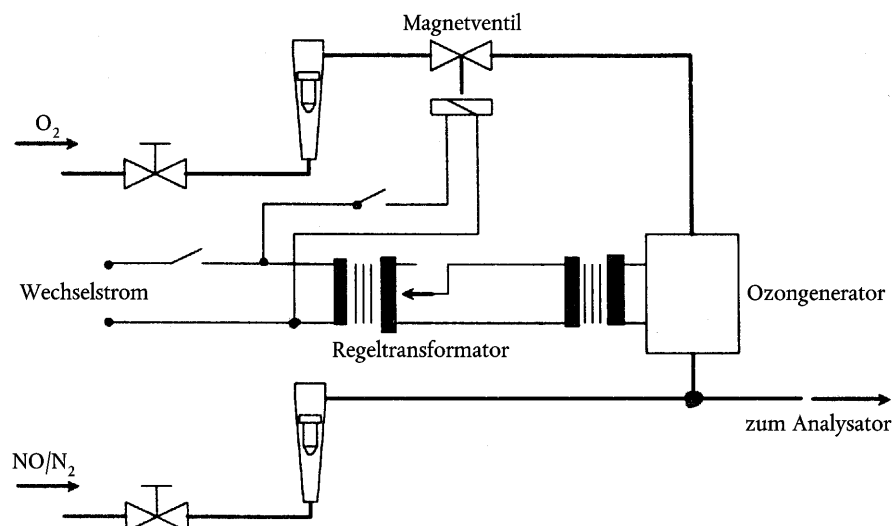 Magnetventil
O₂
Wechselstrom
Ozongenerator
Regeltransformator
zum Analysator
NO/N₂